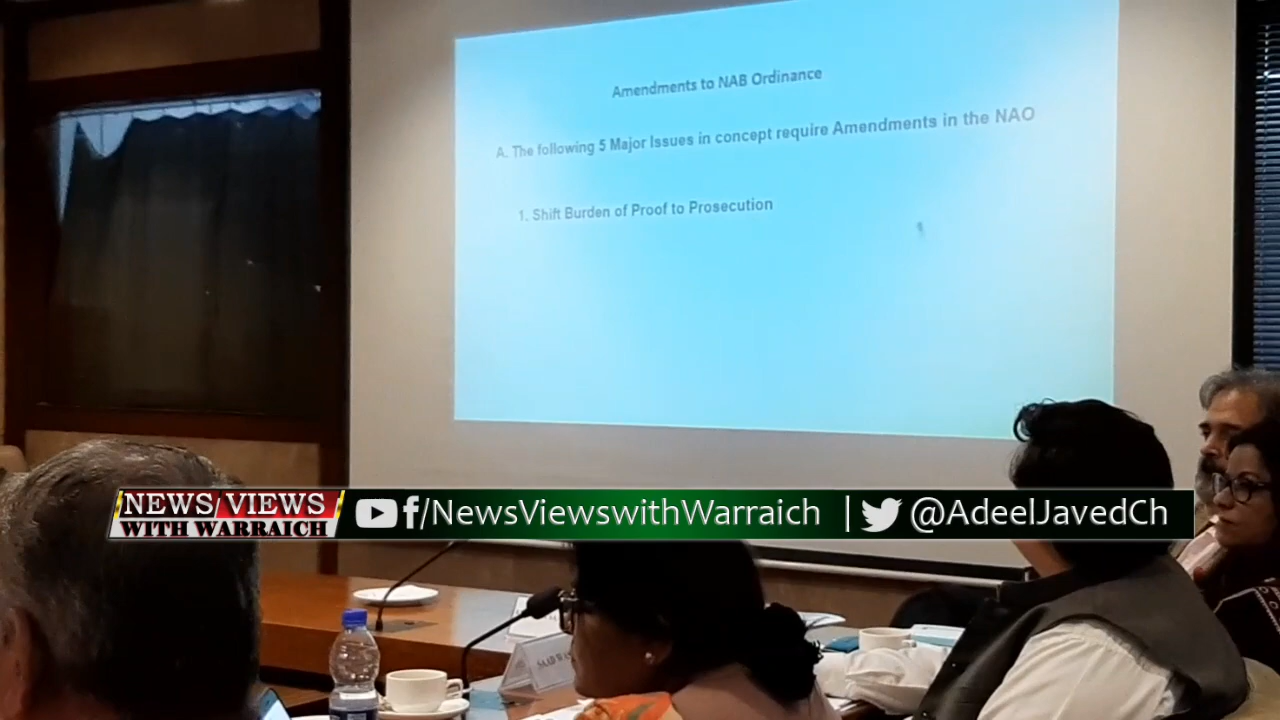 Amendments to NAB Ordinance
A. The following 5 Major Issues in concept require Amendments in the NAO
1. Shift Burden of Proof to Prosecution
NEWS/VIEWS
WITH WARRAICH
f/NewsViewswithWarraich | @AdeelJavedCh
SAAD